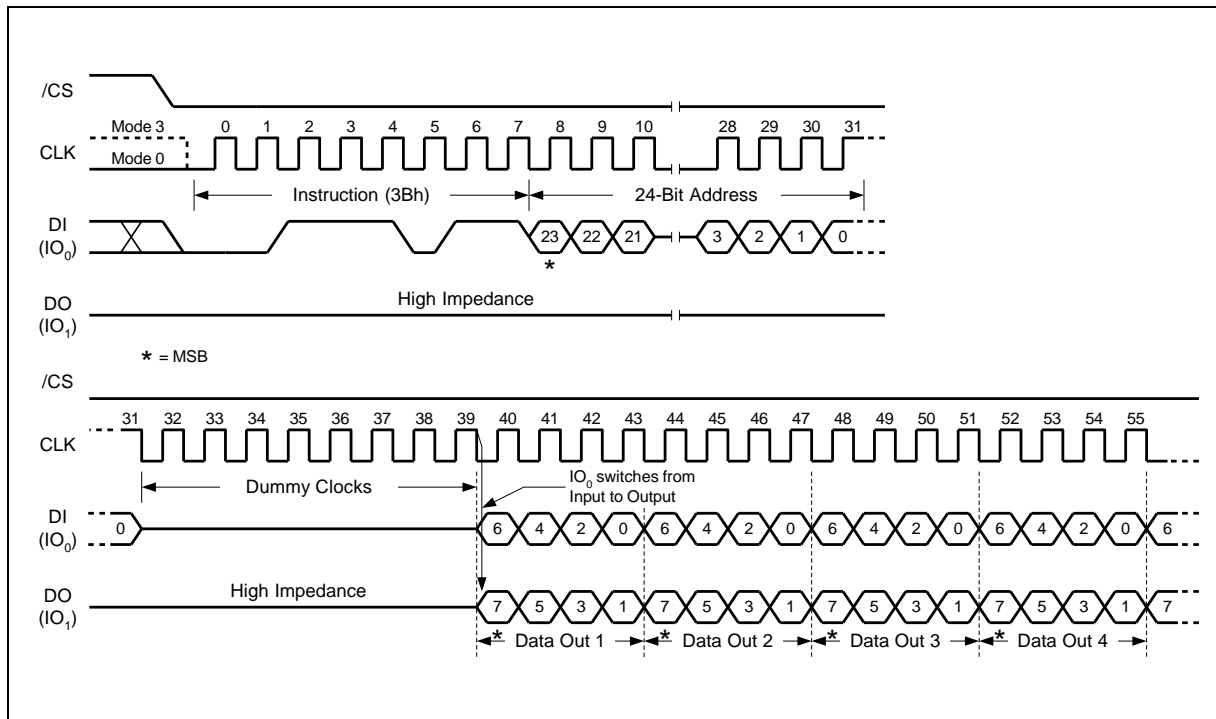 /CS
Mode 3 0 1 2 3 4 5 6 7 8 9 10 28 29 30 31
CLK
Mode 0
Instruction (3Bh) 24-Bit Address
DI
(IO0) 23 22 21 3 2 1 0
*
High Impedance
DO
(IO1)
* = MSB
/CS
31 32 33 34 35 36 37 38 39 40 41 42 43 44 45 46 47 48 49 50 51 52 53 54 55
CLK
Dummy Clocks
IO0 switches from
Input to Output
DI
(IO0) 0 6 4 2 0 6 4 2 0 6 4 2 0 6 4 2 0 6
High Impedance
DO
(IO1) 7 5 3 1 7 5 3 1 7 5 3 1 7 5 3 1 7
* Data Out 1 * Data Out 2 * Data Out 3 * Data Out 4